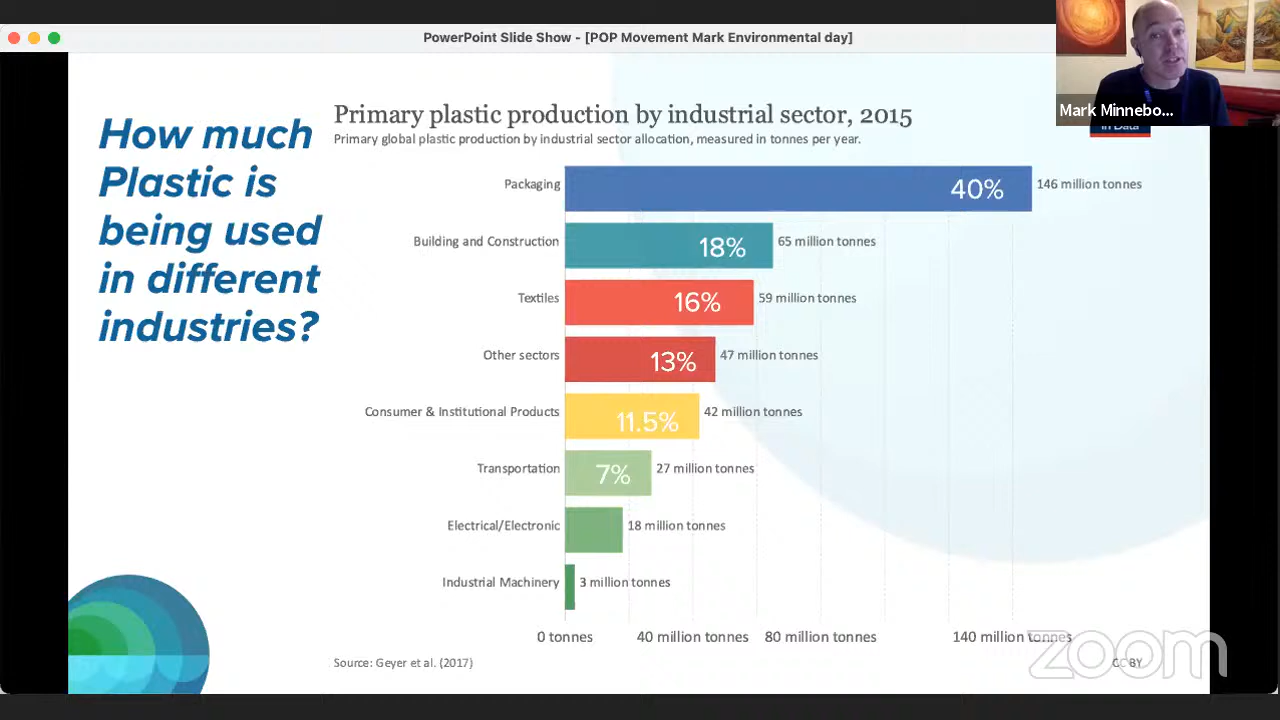 PowerPoint Slide Show - [POP Movement Mark Environmental day]
Mark Minnebo...
in Data
How much
Plastic is
being used
in different
industries?
Primary plastic production by industrial sector, 2015
Primary global plastic production by industrial sector allocation, measured in tonnes per year.
Packaging 40% 146 million tonnes
Building and Construction 18% 65 million tonnes
Textiles 16% 59 million tonnes
Other sectors 13% 47 million tonnes
Consumer & Institutional Products 11.5% 42 million tonnes
Transportation 7% 27 million tonnes
Electrical/Electronic 18 million tonnes
Industrial Machinery 3 million tonnes
0 tonnes 40 million tonnes 80 million tonnes 140 million tonnes
Source: Geyer et al. (2017)
CC BY
zoom